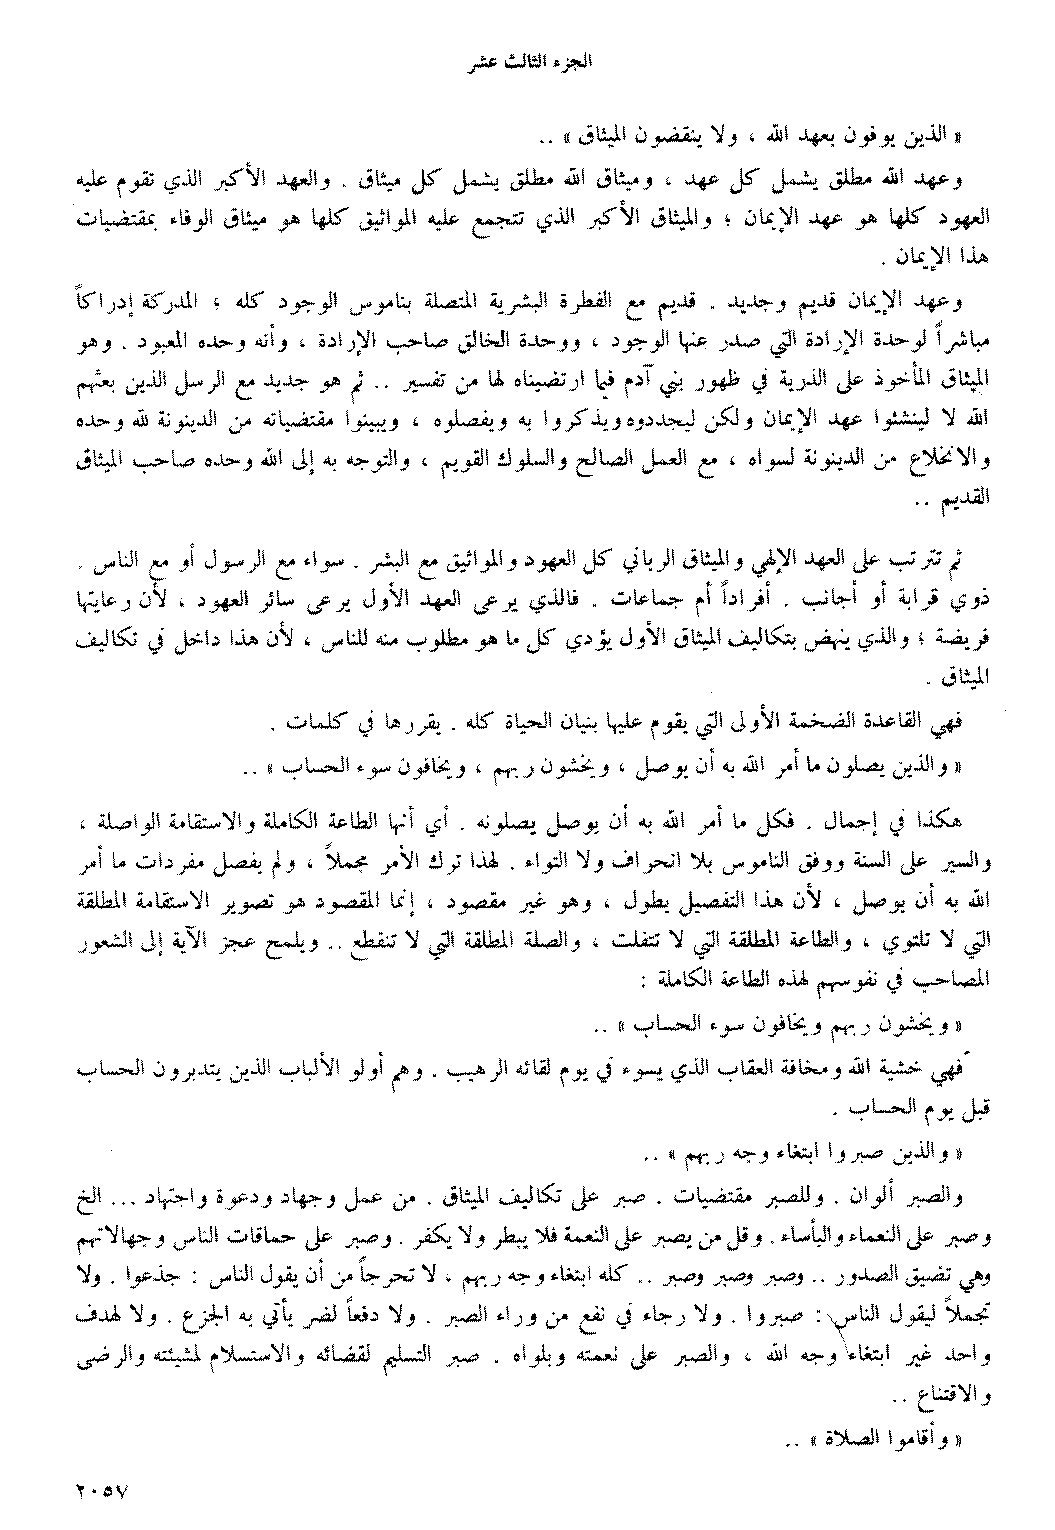 الجزء الثالث عشر
« الذين يوفون بعهد الله ، ولا ينقضون الميثاق » ..
وعهد الله مطلق يشمل كل عهد ، وميثاق الله مطلق يشمل كل ميثاق . والعهد الأكبر الذي تقوم عليه
العهود كلها هو عهد الإيمان ؛ والميثاق الأكبر الذي تتجمع عليه المواثيق كلها هو ميثاق الوفاء بمقتضيات
هذا الإيمان .
وعهد الإيمان قديم وجديد . قديم مع الفطرة البشرية المتصلة بناموس الوجود كله ؛ المدركة إدراكاً
مباشراً لوحدة الإرادة التي صدر عنها الوجود ، ووحدة الخالق صاحب الإرادة ، وأنه وحده المعبود . وهو
الميثاق المأخوذ على الذرية في ظهور بني آدم فيما ارتضيناه لها من تفسير .. ثم هو جديد مع الرسل الذين بعثهم
الله لا لينشئوا عهد الإيمان ولكن ليجددوه ويذكروا به ويفصلوه ، ويبينوا مقتضياته من الدينونة لله وحده
والانخلاع من الدينونة لسواه ، مع العمل الصالح والسلوك القويم ، والتوجه به إلى الله وحده صاحب الميثاق
القديم ..
ثم تترتب على العهد الإلهي والميثاق الرباني كل العهود والمواثيق مع البشر . سواء مع الرسول أو مع الناس .
ذوي قرابة أو أجانب . أفراداً أم جماعات . فالذي يرعى العهد الأول يرعى سائر العهود ، لأن رعايتها
فريضة ؛ والذي ينهض بتكاليف الميثاق الأول يؤدي كل ما هو مطلوب منه للناس ، لأن هذا داخل في تكاليف
الميثاق .
فهي القاعدة الضخمة الأولى التي يقوم عليها بنيان الحياة كله . يقررها في كلمات .
« والذين يصلون ما أمر الله به أن يوصل ، ويخشون ربهم ، ويخافون سوء الحساب » ..
هكذا في إجمال . فكل ما أمر الله به أن يوصل يصلونه . أي أنها الطاعة الكاملة والاستقامة الواصلة ،
والسير على السنة ووفق الناموس بلا انحراف ولا التواء . لهذا ترك الأمر مجملاً ، ولم يفصل مفردات ما أمر
الله به أن يوصل ، لأن هذا التفصيل يطول ، وهو غير مقصود ، إنما المقصود هو تصوير الاستقامة المطلقة
التي لا تلتوي ، والطاعة المطلقة التي لا تتفلت ، والصلة المطلقة التي لا تنقطع .. ويلمح عجز الآية إلى الشعور
المصاحب في نفوسهم لهذه الطاعة الكاملة :
« ويخشون ربهم ويخافون سوء الحساب » ..
فهي خشية الله ومخافة العقاب الذي يسوء في يوم لقائه الرهيب . وهم أولو الألباب الذين يتدبرون الحساب
قبل يوم الحساب .
« والذين صبروا ابتغاء وجه ربهم » ..
والصبر ألوان . وللصبر مقتضيات . صبر على تكاليف الميثاق . من عمل وجهاد ودعوة واجتهاد ... الخ
وصبر على النعماء والبأساء . وقل من يصبر على النعمة فلا يبطر ولا يكفر . وصبر على حماقات الناس وجهالاتهم
وهي تضيق الصدور .. وصبر وصبر وصبر .. كله ابتغاء وجه ربهم ، لا تحرجاً من أن يقول الناس : جذعوا . ولا
تجملاً ليقول الناس : صبروا . ولا رجاء في نفع من وراء الصبر . ولا دفعاً لضر يأتي به الجزع . ولا لهدف
واحد غير ابتغاء وجه الله ، والصبر على نعمته وبلواه . صبر التسليم لقضائه والاستسلام لمشيئته والرضى
والاقتناع ..
« وأقاموا الصلاة » ..
٢٠٥٧